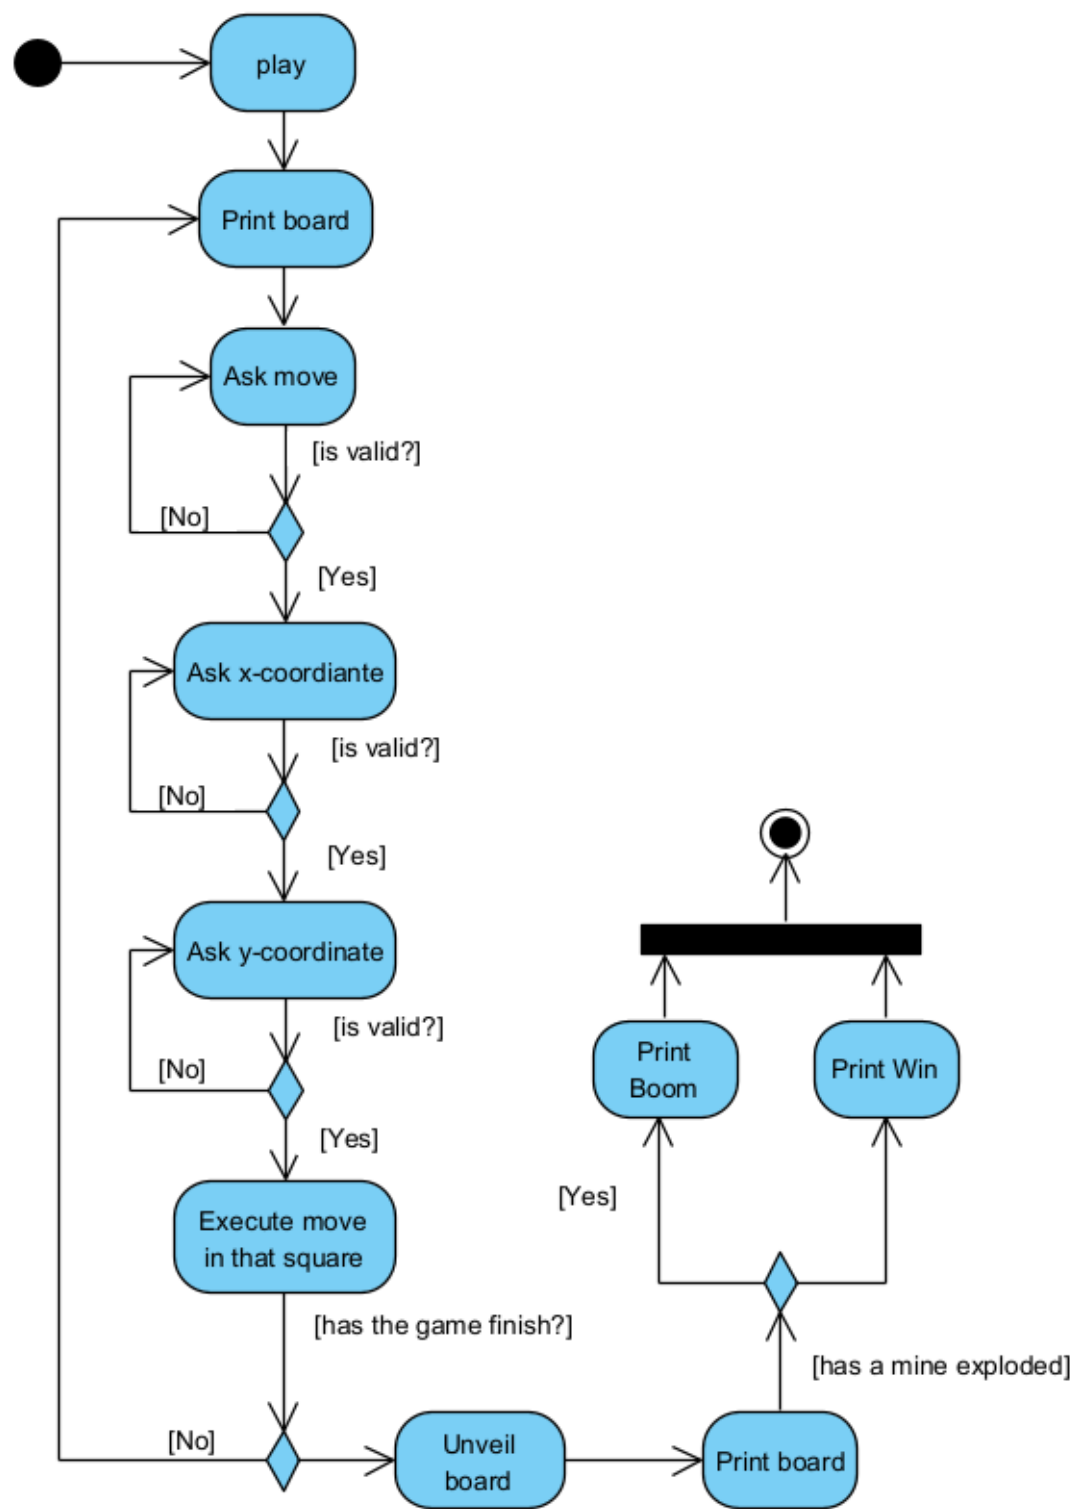 play
Print board
Ask move
[is valid?]
[No]
[Yes]
Ask x-coordiante
[is valid?]
[No]
[Yes]
Ask y-coordinate
[is valid?]
[No]
[Yes]
Execute move
in that square
[has the game finish?]
[No]
Unveil
board
Print board
[has a mine exploded]
[Yes]
Print
Boom
Print Win